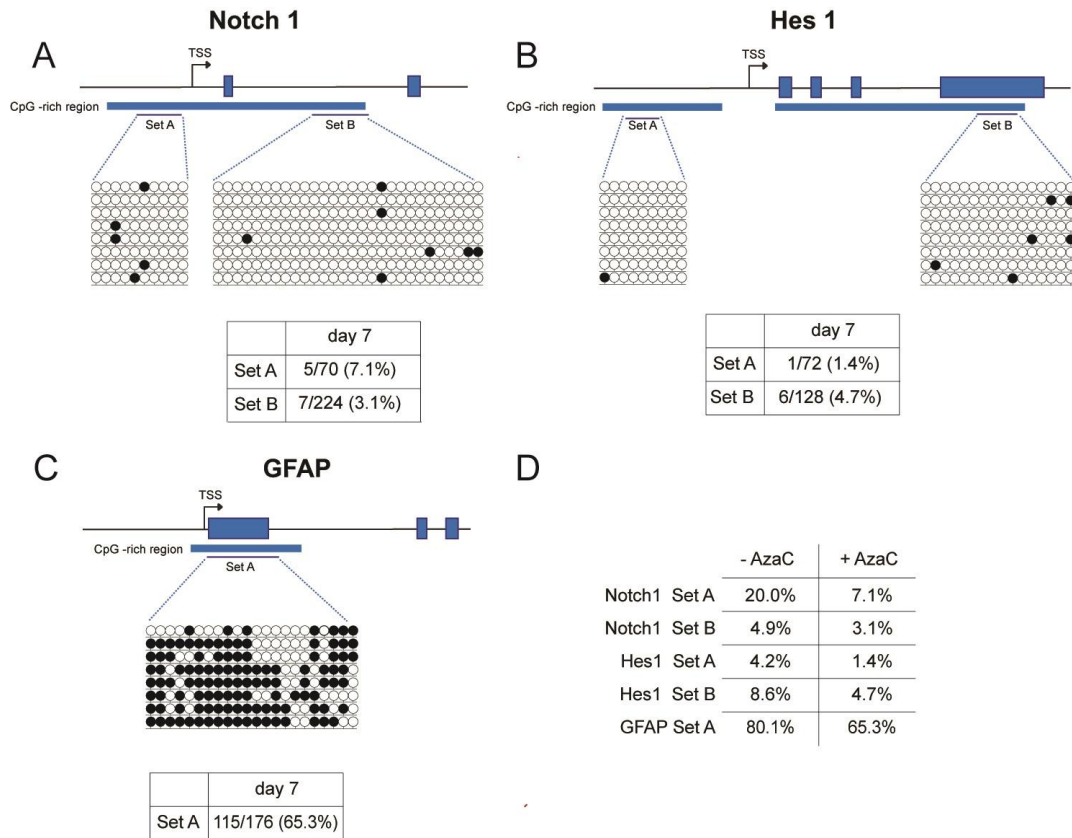 Notch 1
A
TSS
CpG -rich region
Set A
Set B
day 7
Set A 5/70 (7.1%)
Set B 7/224 (3.1%)
Hes 1
B
TSS
CpG -rich region
Set A
Set B
day 7
Set A 1/72 (1.4%)
Set B 6/128 (4.7%)
C
GFAP
TSS
CpG -rich region
Set A
day 7
Set A 115/176 (65.3%)
D
- AzaC + AzaC
Notch1 Set A 20.0% 7.1%
Notch1 Set B 4.9% 3.1%
Hes1 Set A 4.2% 1.4%
Hes1 Set B 8.6% 4.7%
GFAP Set A 80.1% 65.3%